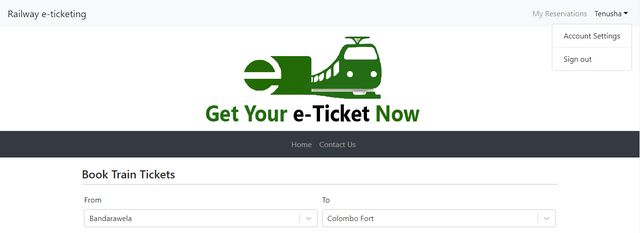 Railway e-ticketing
My Reservations Tenusha
Account Settings
Sign out
e
Get Your e-Ticket Now
Home Contact Us
Book Train Tickets
From To
Bandarawela Colombo Fort